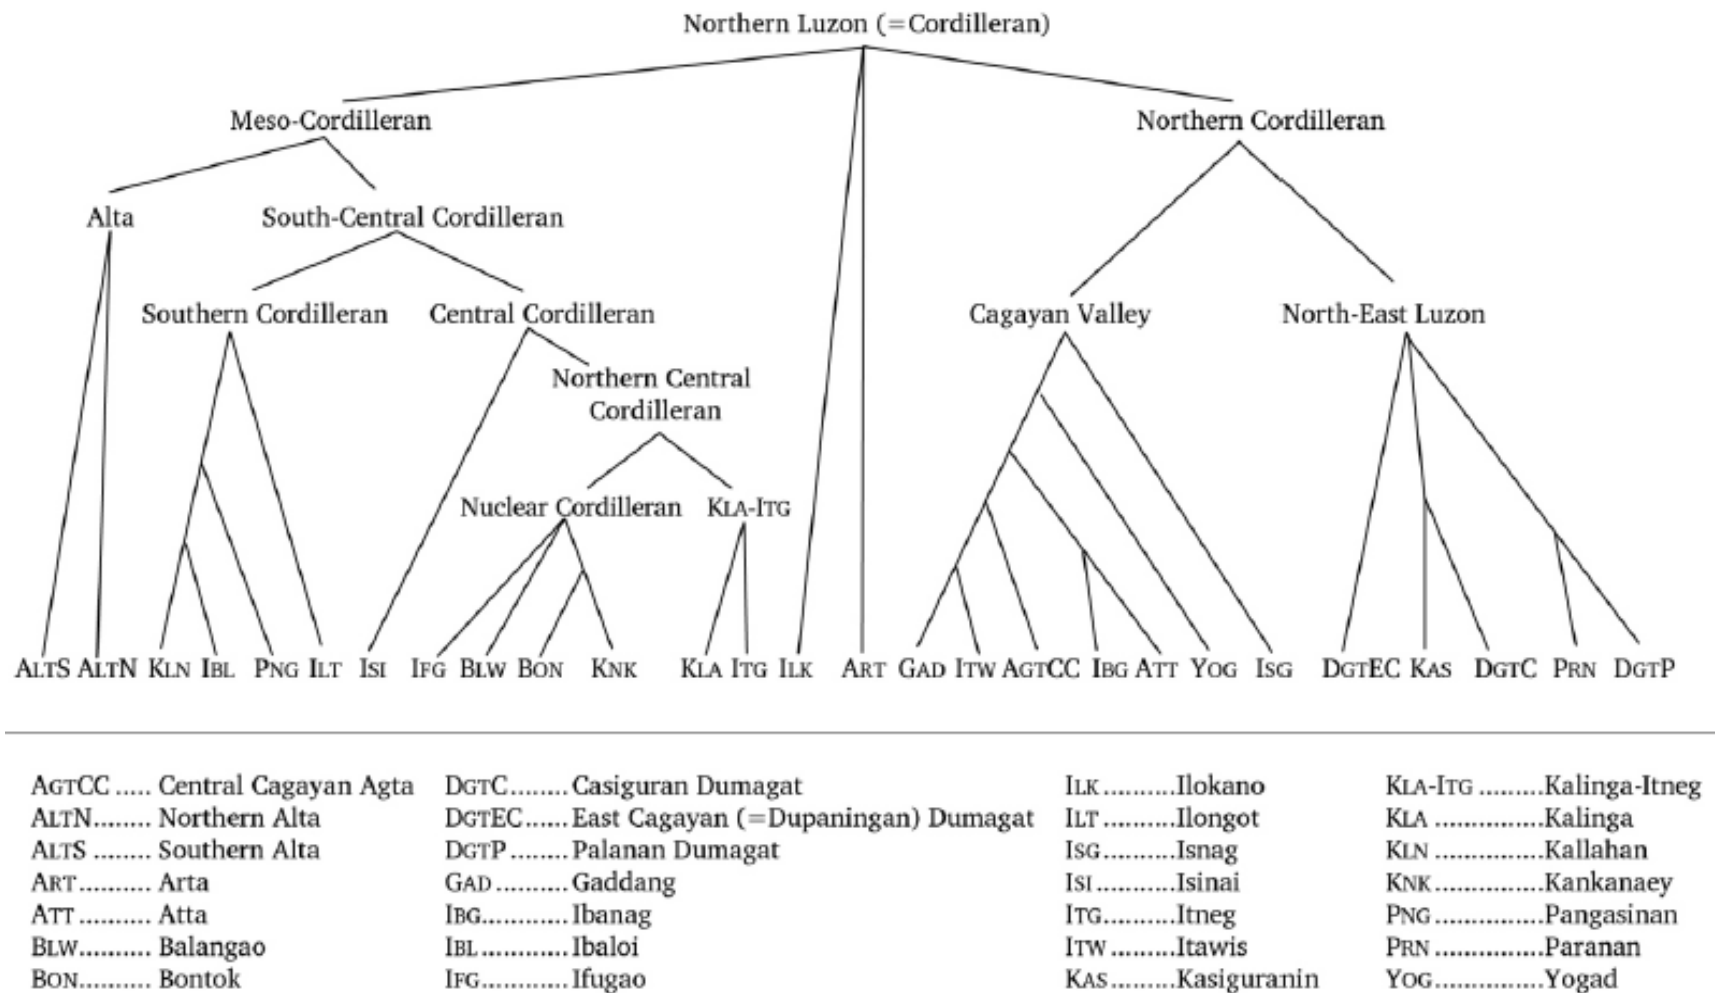 Northern Luzon (=Cordilleran)
Meso-Cordilleran
Northern Cordilleran
Alta
South-Central Cordilleran
Southern Cordilleran
Central Cordilleran
Cagayan Valley
North-East Luzon
Northern Central
Cordilleran
Nuclear Cordilleran
KLA-ITG
ALTS ALTN KLN IBL PNG ILT ISI IFG BLW BON KNK KLA ITG ILK ART GAD ITW AGTCC IBG ATT YOG ISG DGTEC KAS DGTC PRN DGTP
AGTCC ..... Central Cagayan Agta
ALTN......... Northern Alta
ALTS ........ Southern Alta
ART.......... Arta
ATT .......... Atta
BLW.......... Balangao
BON.......... Bontok
DGTC........ Casiguran Dumagat
DGTEC...... East Cagayan (=Dupaningan) Dumagat
DGTP........ Palanan Dumagat
GAD .......... Gaddang
IBG............ Ibanag
IBL ............ Ibaloi
IFG............ Ifugao
ILK ..........Ilokano
ILT ..........Ilongot
ISG..........Isnag
ISI ...........Isinai
ITG..........Itneg
ITW .........Itawis
KAS .........Kasiguranin
KLA-ITG .........Kalinga-Itneg
KLA ...............Kalinga
KLN ...............Kallahan
KNK ...............Kankanaey
PNG ...............Pangasinan
PRN ...............Paranan
YOG...............Yogad